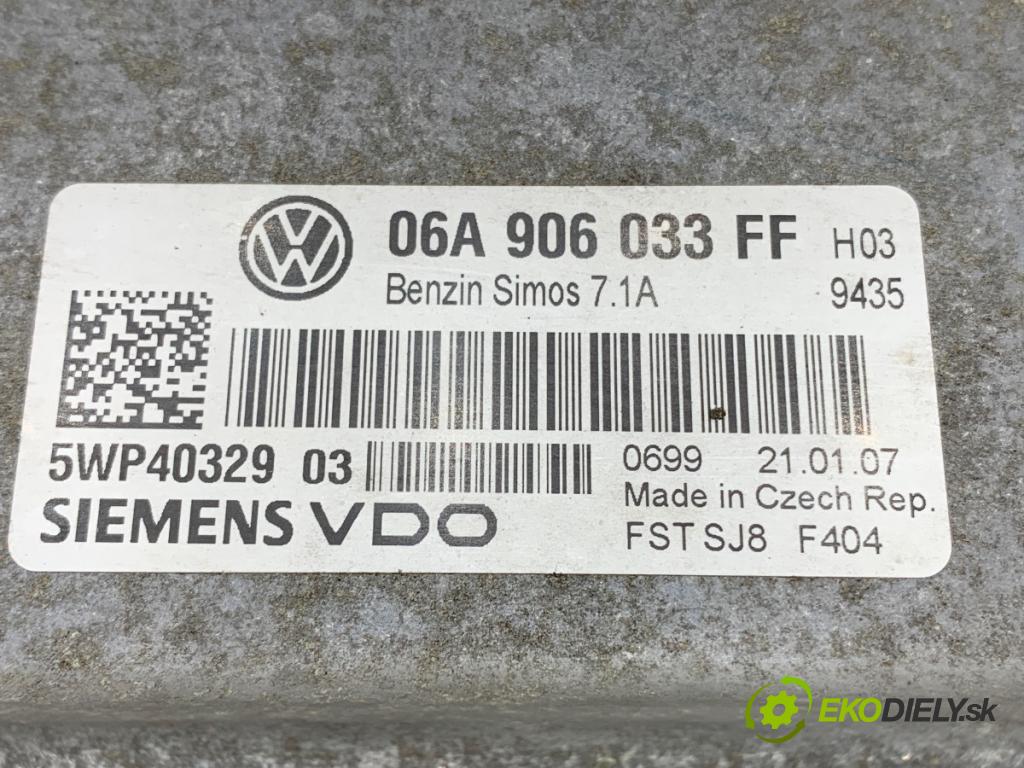 06A 906 033 FF H03
Benzin Simos 7.1A 9435
5WP40329 03 0699 21.01.07
Made in Czech Rep.
SIEMENS VDO FST SJ8 F404
EKODIELY.sk